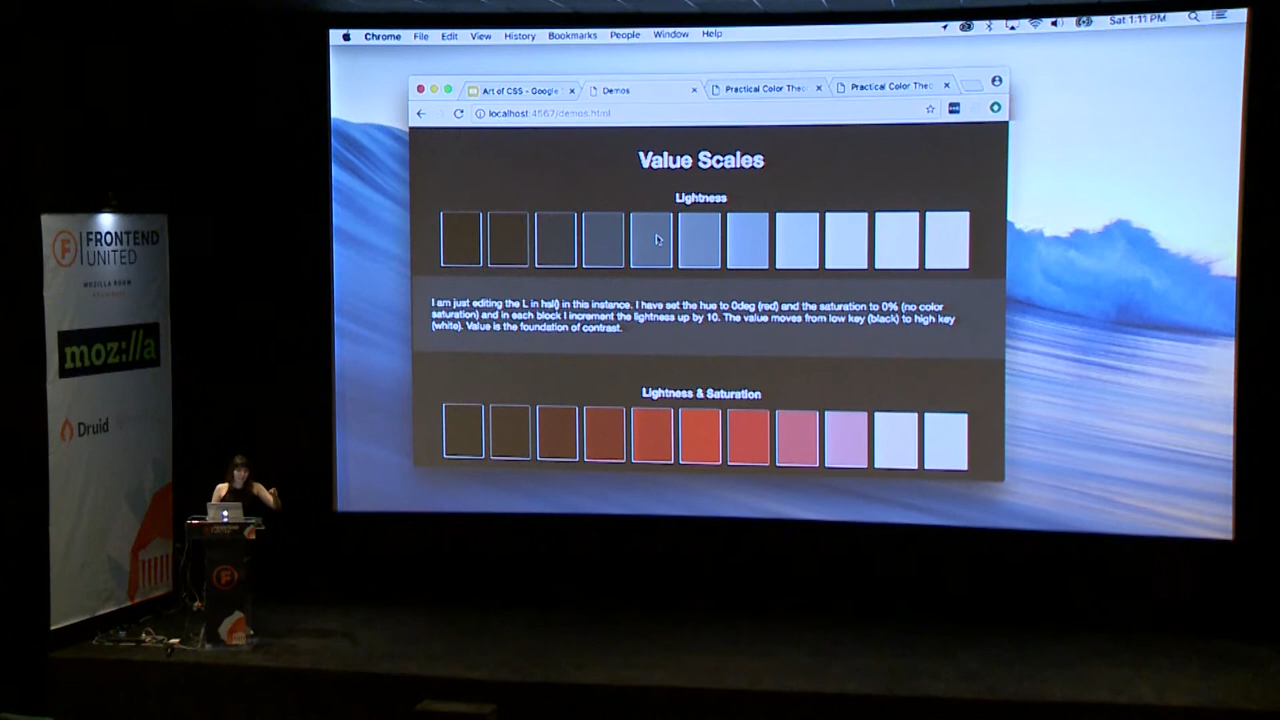 Chrome File Edit View History Bookmarks People Window Help
Sat 1:11 PM
Art of CSS - Google
Demos
Practical Color Theo
Practical Color Theo
localhost:4567/demos.html
Value Scales
Lightness
I am just editing the L in hsl() in this instance. I have set the hue to 0deg (red) and the saturation to 0% (no color
saturation) and in each block I increment the lightness up by 10. The value moves from low key (black) to high key
(white). Value is the foundation of contrast.
Lightness & Saturation
F FRONTEND
UNITED
moz://a
Druid
F